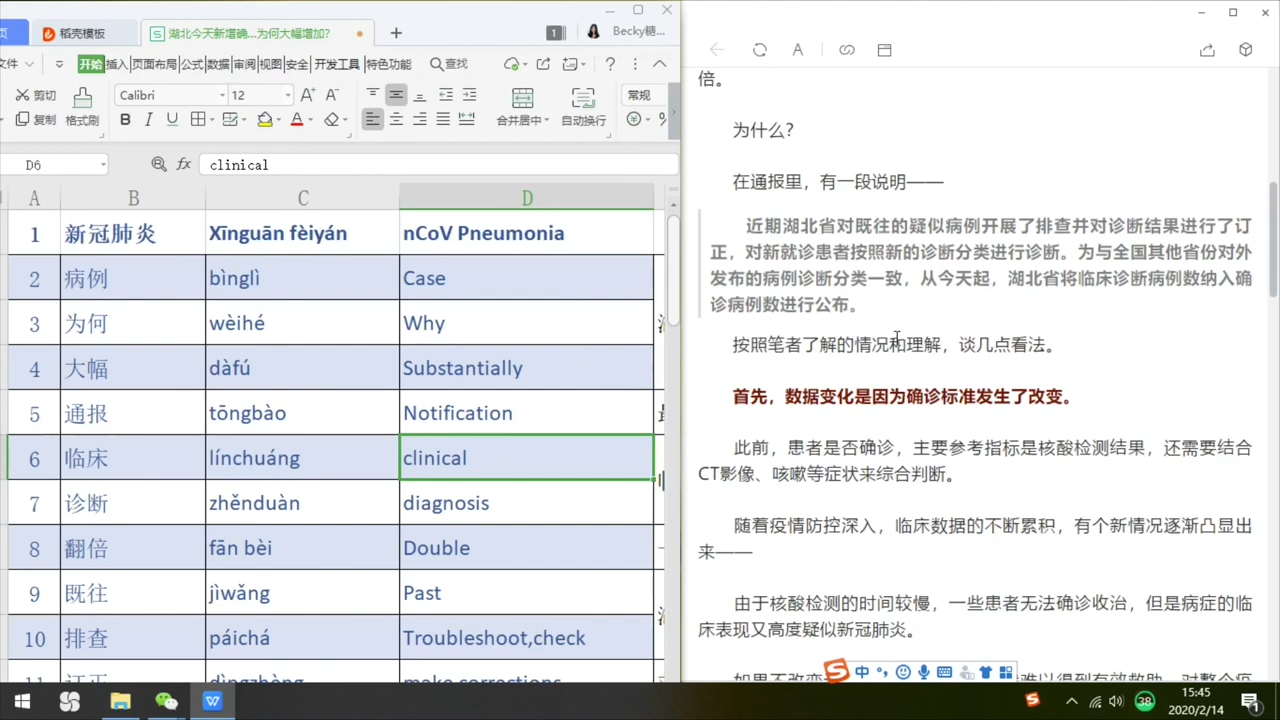 页
稻壳模板
湖北今天新增确...为何大幅增加?
1
Becky糖...
文件
开始 插入 页面布局 公式 数据 审阅 视图 安全 开发工具 特色功能
查找
剪切
复制
格式刷
Calibri
12
合并居中
自动换行
常规
D6
clinical
A B C D
1 新冠肺炎 Xīnguān fèiyán nCoV Pneumonia
2 病例 bìnglì Case
3 为何 wèihé Why
4 大幅 dàfú Substantially
5 通报 tōngbào Notification
6 临床 línchuáng clinical
7 诊断 zhěnduàn diagnosis
8 翻倍 fān bèi Double
9 既往 jìwǎng Past
10 排查 páichá Troubleshoot,check
倍。
为什么?
在通报里，有一段说明——
近期湖北省对既往的疑似病例开展了排查并对诊断结果进行了订
正，对新就诊患者按照新的诊断分类进行诊断。为与全国其他省份对外
发布的病例诊断分类一致，从今天起，湖北省将临床诊断病例数纳入确
诊病例数进行公布。
按照笔者了解的情况和理解，谈几点看法。
首先，数据变化是因为确诊标准发生了改变。
此前，患者是否确诊，主要参考指标是核酸检测结果，还需要结合
CT影像、咳嗽等症状来综合判断。
随着疫情防控深入，临床数据的不断累积，有个新情况逐渐凸显出
来——
由于核酸检测的时间较慢，一些患者无法确诊收治，但是病症的临
床表现又高度疑似新冠肺炎。
中
38
15:45
2020/2/14